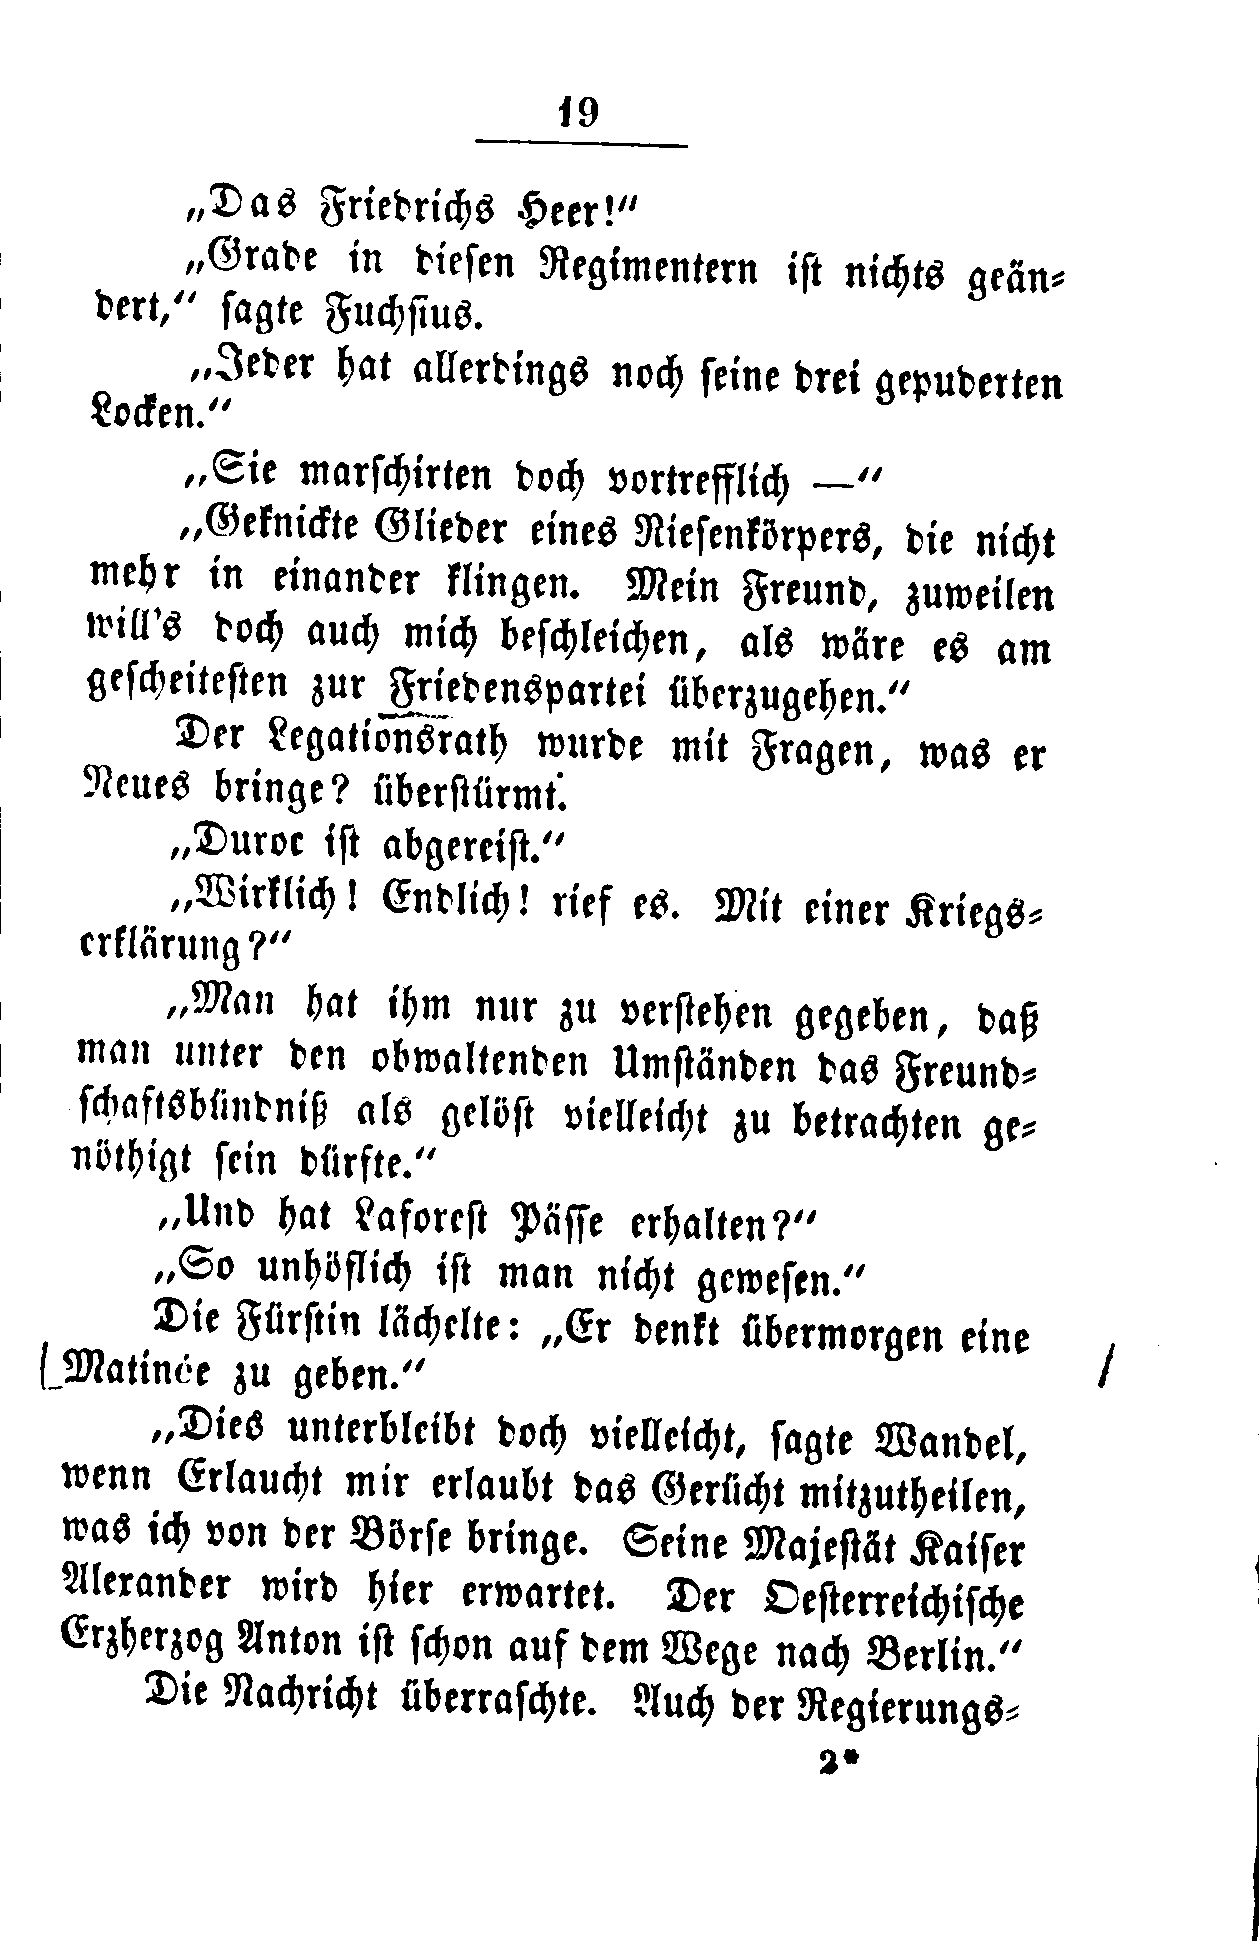 19
„Das Friedrichs Heer!“
„Grade in diesen Regimentern ist nichts geän-
dert,“ sagte Fuchsius.
„Jeder hat allerdings noch seine drei gepuderten
Locken.“
„Sie marschirten doch vortrefflich —“
„Geknickte Glieder eines Riesenkörpers, die nicht
mehr in einander klingen. Mein Freund, zuweilen
will's doch auch mich beschleichen, als wäre es am
gescheitesten zur Friedenspartei überzugehen.“
Der Legationsrath wurde mit Fragen, was er
Neues bringe? überstürmt.
„Duroc ist abgereist.“
„Wirklich! Endlich! rief es. Mit einer Kriegs-
erklärung?“
„Man hat ihm nur zu verstehen gegeben, daß
man unter den obwaltenden Umständen das Freund-
schaftsbündniß als gelöst vielleicht zu betrachten ge-
nöthigt sein dürfte.“
„Und hat Laforest Pässe erhalten?“
„So unhöflich ist man nicht gewesen.“
Die Fürstin lächelte: „Er denkt übermorgen eine
Matinée zu geben.“
„Dies unterbleibt doch vielleicht, sagte Wandel,
wenn Erlaucht mir erlaubt das Gerücht mitzutheilen,
was ich von der Börse bringe. Seine Majestät Kaiser
Alexander wird hier erwartet. Der Oesterreichische
Erzherzog Anton ist schon auf dem Wege nach Berlin.“
Die Nachricht überraschte. Auch der Regierungs-
2*